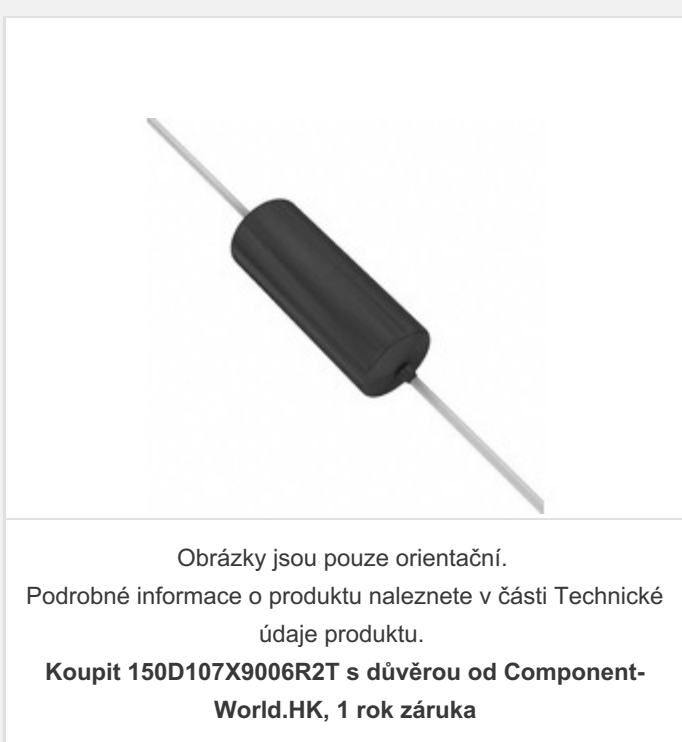 Obrázky jsou pouze orientační.
Podrobné informace o produktu naleznete v části Technické
údaje produktu.
Koupit 150D107X9006R2T s důvěrou od Component-
World.HK, 1 rok záruka